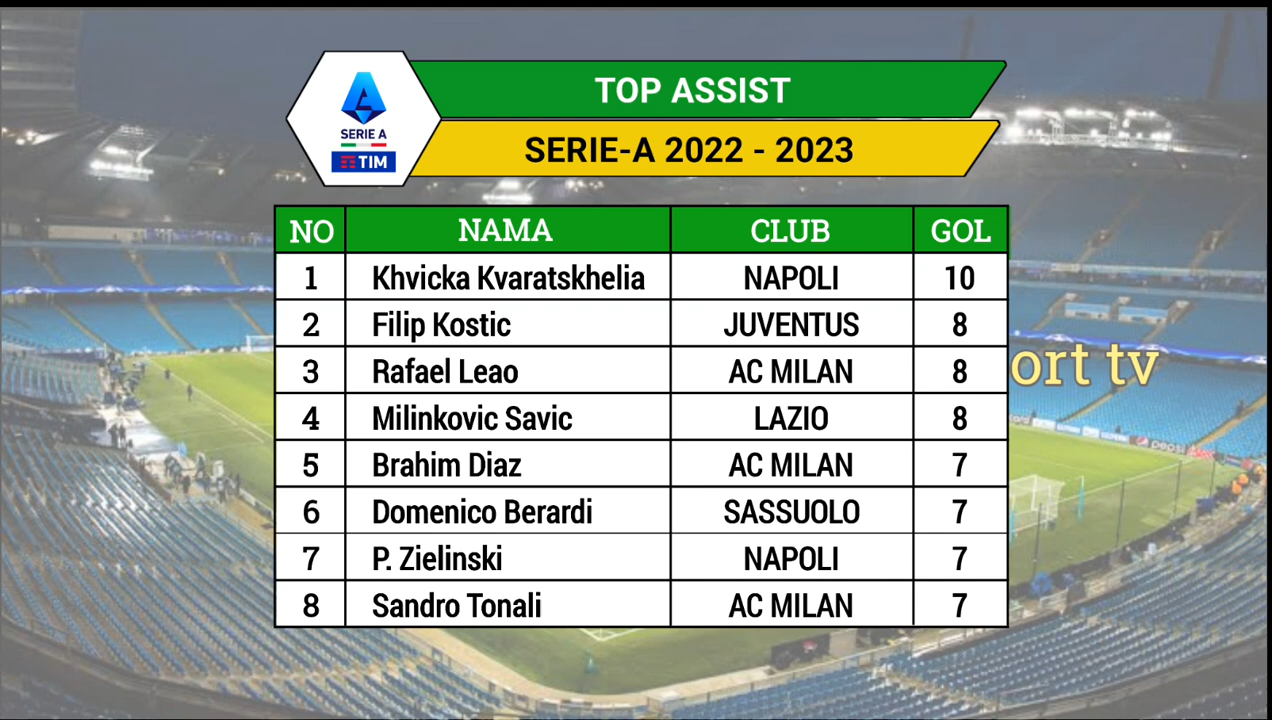 TOP ASSIST
SERIE-A 2022 - 2023
SERIE A
TIM
NO NAMA CLUB GOL
1 Khvicka Kvaratskhelia NAPOLI 10
2 Filip Kostic JUVENTUS 8
3 Rafael Leao AC MILAN 8
4 Milinkovic Savic LAZIO 8
5 Brahim Diaz AC MILAN 7
6 Domenico Berardi SASSUOLO 7
7 P. Zielinski NAPOLI 7
8 Sandro Tonali AC MILAN 7
ort tv
pepsi